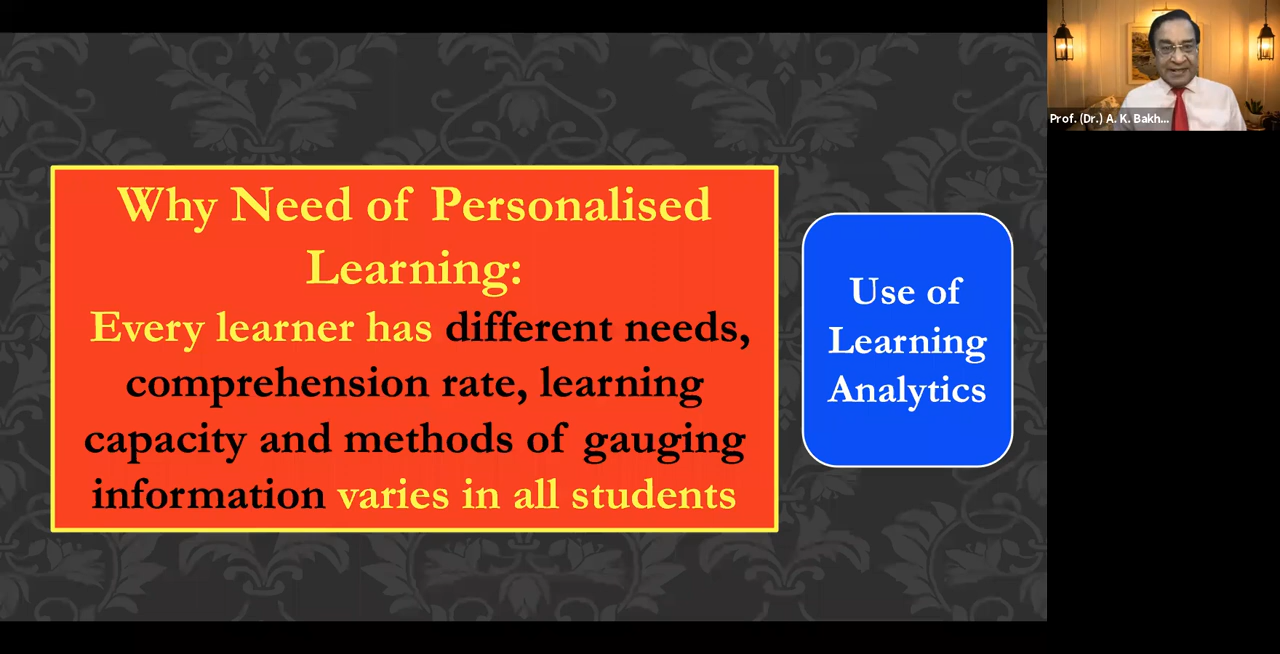 Why Need of Personalised
Learning:
Every learner has different needs,
comprehension rate, learning
capacity and methods of gauging
information varies in all students
Use of
Learning
Analytics
Prof. (Dr.) A. K. Bakh...